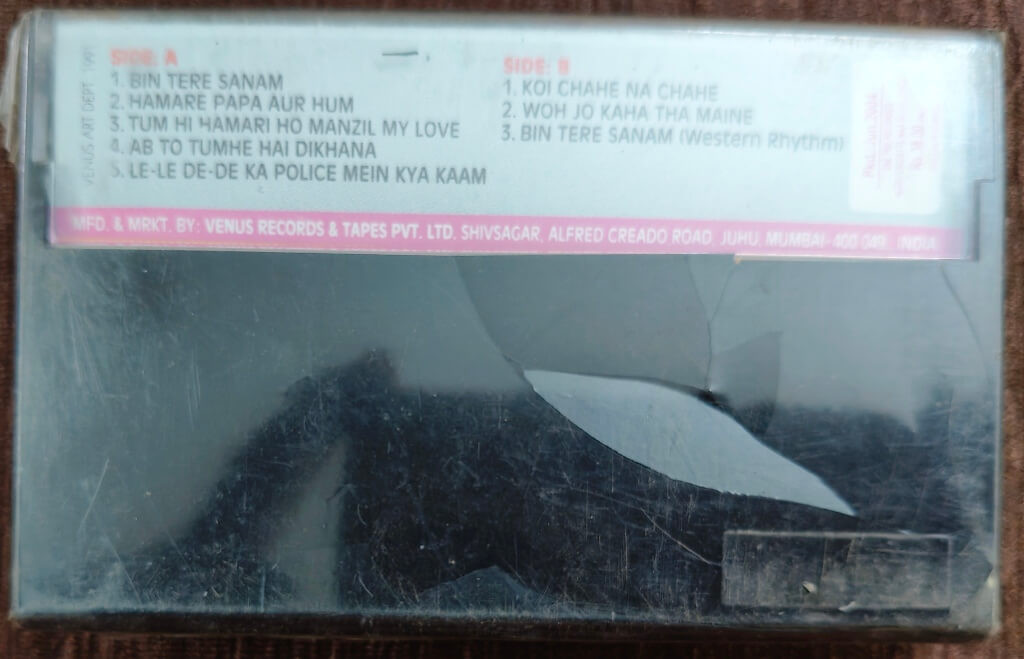 VENUS ART DEPT. 1991
SIDE: A
1. BIN TERE SANAM
2. HAMARE PAPA AUR HUM
3. TUM HI HAMARI HO MANZIL MY LOVE
4. AB TO TUMHE HAI DIKHANA
5. LE-LE DE-DE KA POLICE MEIN KYA KAAM
SIDE: B
1. KOI CHAHE NA CHAHE
2. WOH JO KAHA THA MAINE
3. BIN TERE SANAM (Western Rhythm)
MFD. & MRKT. BY: VENUS RECORDS & TAPES PVT. LTD. SHIVSAGAR, ALFRED CREADO ROAD, JUHU, MUMBAI-400 049. INDIA